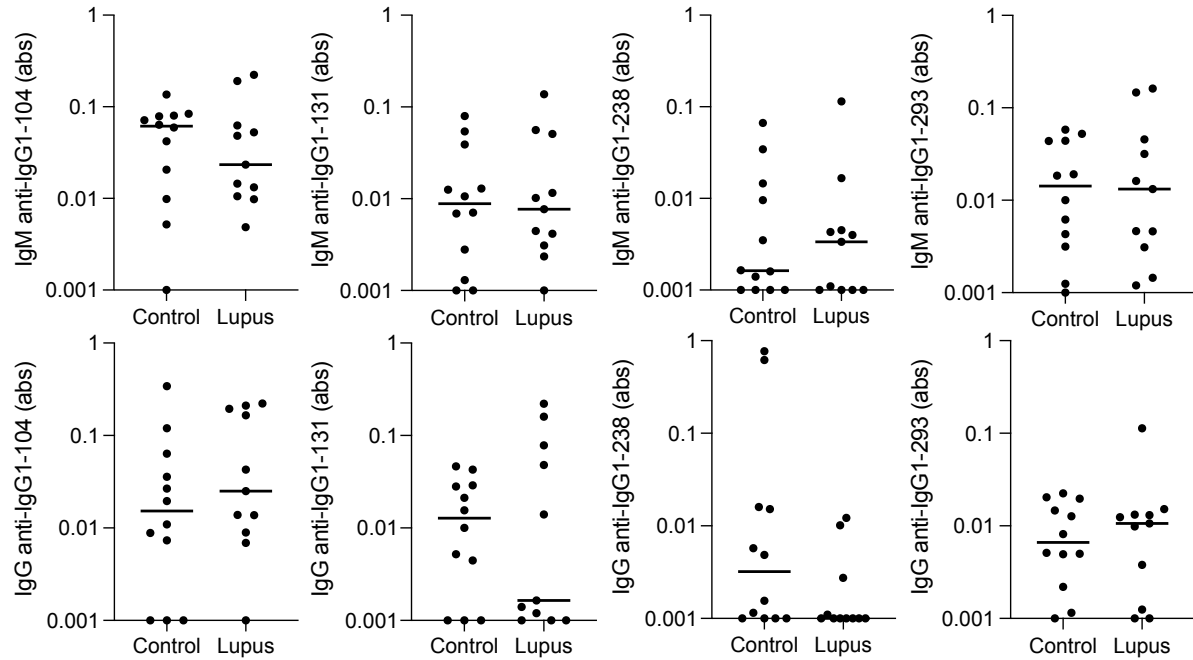 IgM anti-IgG1-104 (abs)
1
0.1
0.01
0.001
Control Lupus
IgM anti-IgG1-131 (abs)
1
0.1
0.01
0.001
Control Lupus
IgM anti-IgG1-238 (abs)
1
0.1
0.01
0.001
Control Lupus
IgM anti-IgG1-293 (abs)
1
0.1
0.01
0.001
Control Lupus
IgG anti-IgG1-104 (abs)
1
0.1
0.01
0.001
Control Lupus
IgG anti-IgG1-131 (abs)
1
0.1
0.01
0.001
Control Lupus
IgG anti-IgG1-238 (abs)
1
0.1
0.01
0.001
Control Lupus
IgG anti-IgG1-293 (abs)
1
0.1
0.01
0.001
Control Lupus